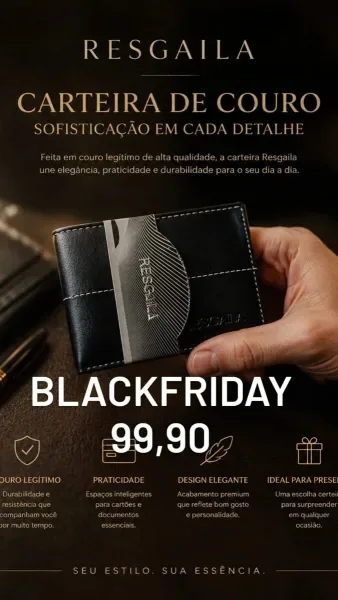 RESGAILA
CARTEIRA DE COURO
SOFISTICAÇÃO EM CADA DETALHE
Feita em couro legítimo de alta qualidade, a carteira Resgaila
une elegância, praticidade e durabilidade para o seu dia a dia.
RESGAILA
RESGAILA
BLACKFRIDAY
99,90
OURO LEGÍTIMO
Durabilidade e
resistência que
companham você
por muito tempo.
PRATICIDADE
Espaços inteligentes
para cartões e
documentos
essenciais.
DESIGN ELEGANTE
Acabamento premium
que reflete bom gosto
e personalidade.
IDEAL PARA PRESE
Uma escolha certei
para surpreender
em qualquer
ocasião.
SEU ESTILO. SUA ESSÊNCIA.